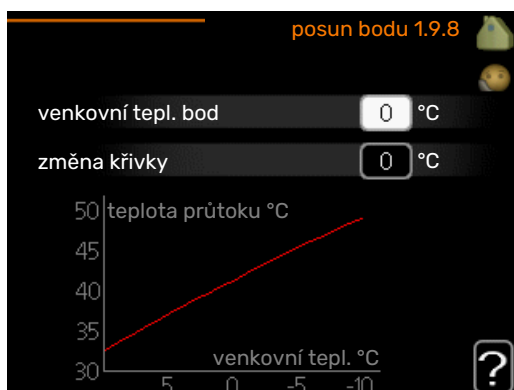 posun bodu 1.9.8
venkovní tepl. bod 0 °C
změna křivky 0 °C
50 teplota průtoku °C
45
40
35
30
venkovní tepl. °C
5 0 -5 -10
?